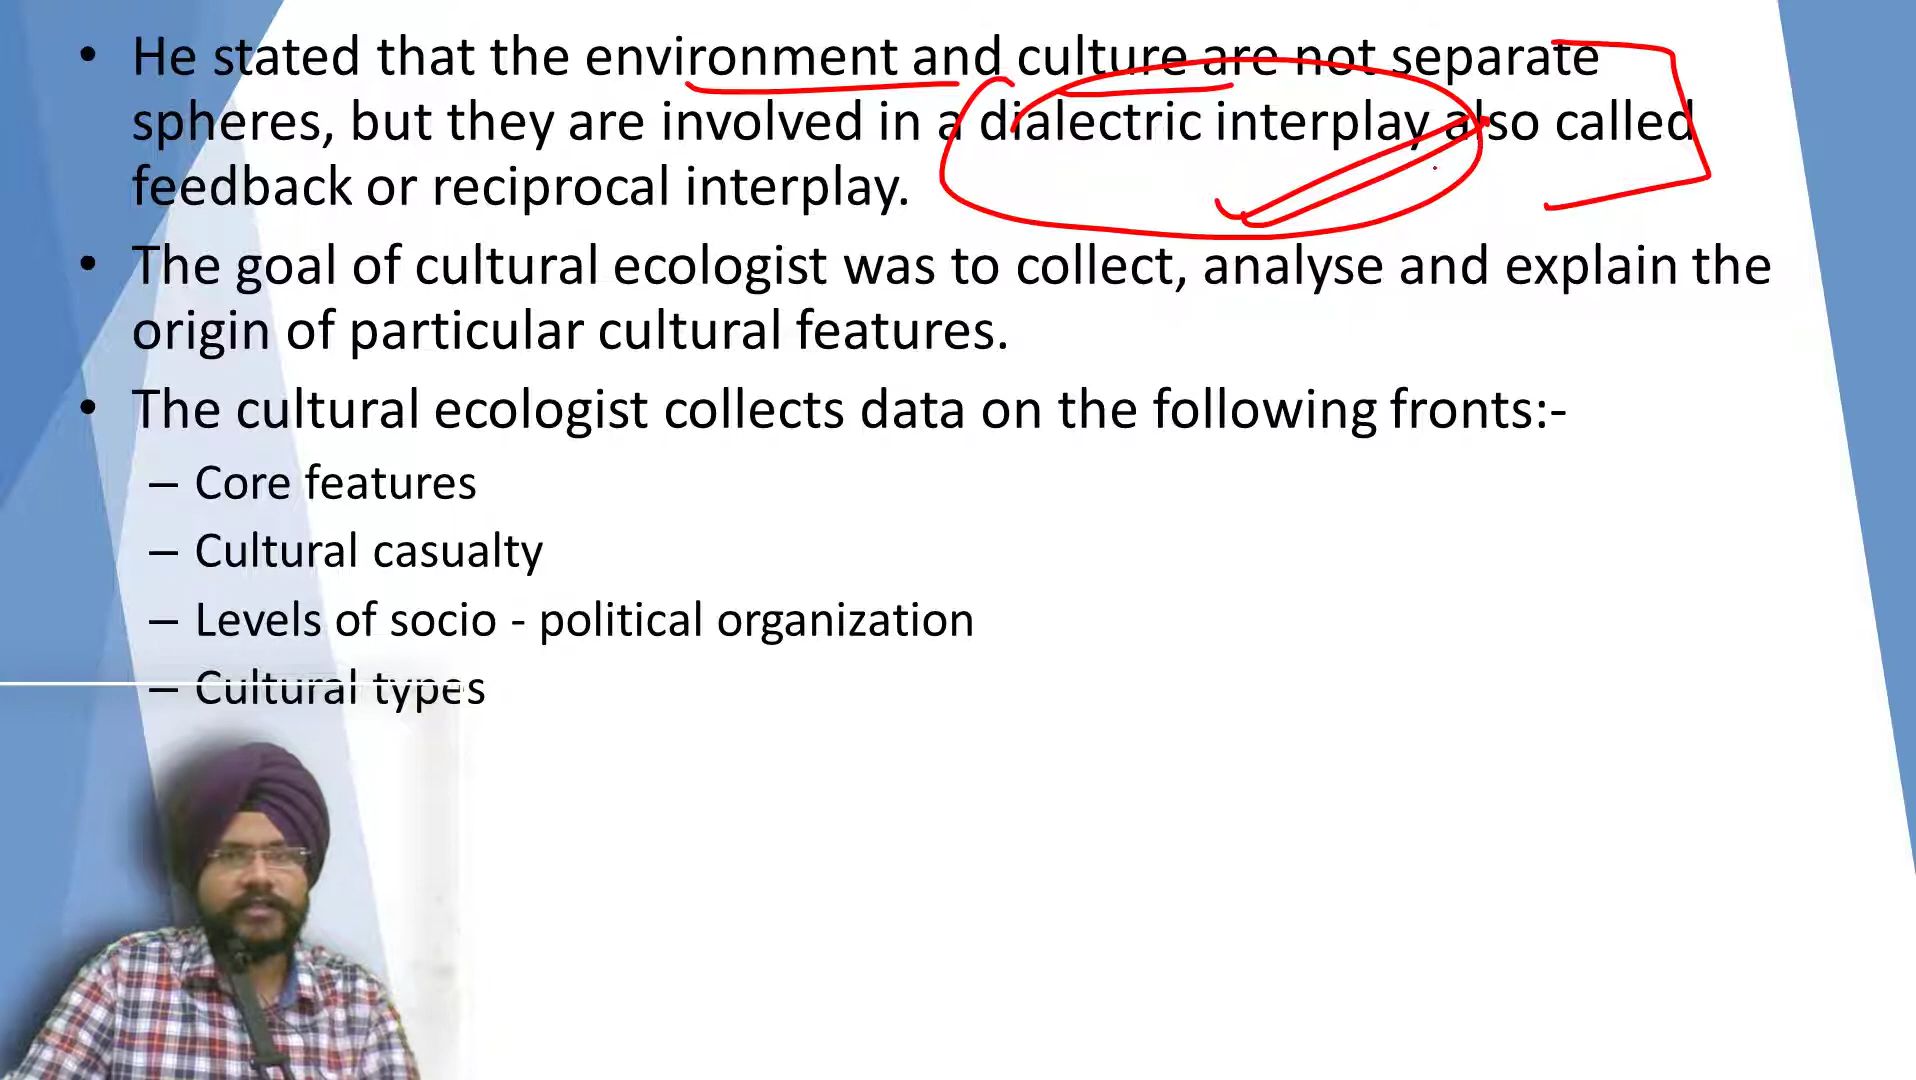 • He stated that the environment and culture are not separate
spheres, but they are involved in a dialectric interplay also called
feedback or reciprocal interplay.
• The goal of cultural ecologist was to collect, analyse and explain the
origin of particular cultural features.
• The cultural ecologist collects data on the following fronts:-
– Core features
– Cultural casualty
– Levels of socio - political organization
– Cultural types